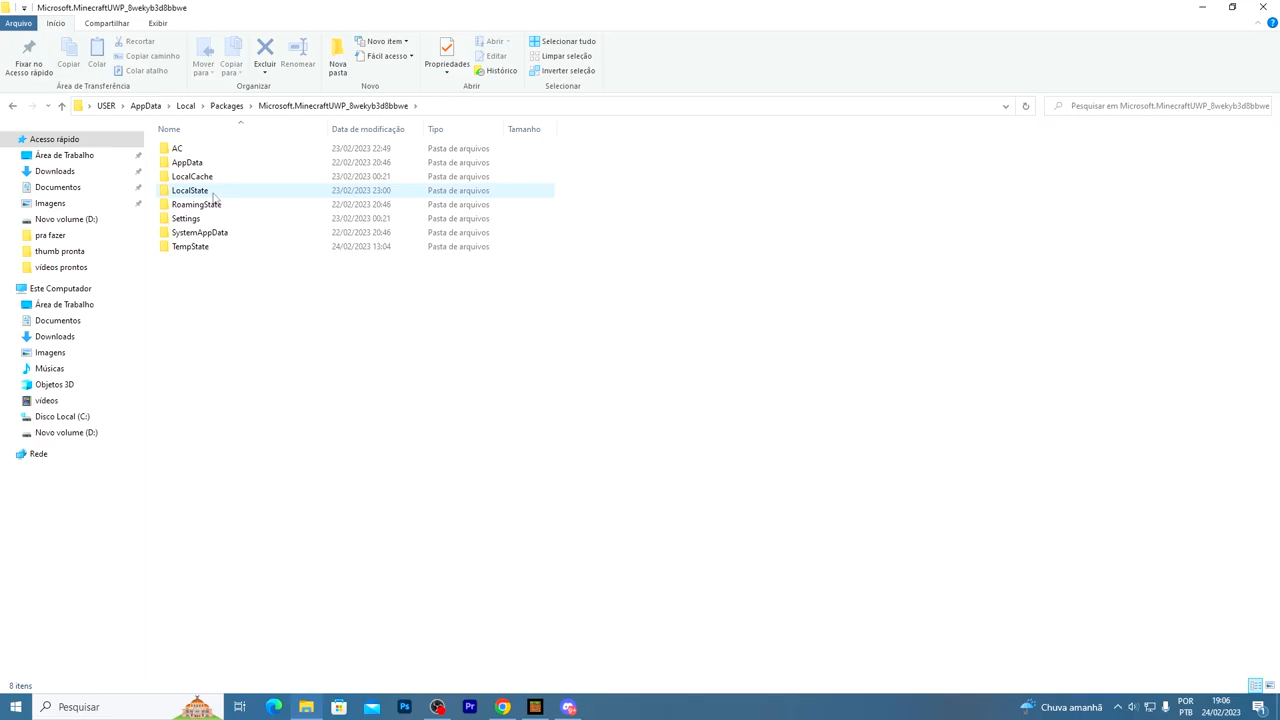 Microsoft.MinecraftUWP_8wekyb3d8bbwe
Arquivo Início Compartilhar Exibir
Fixar no Acesso rápido
Copiar
Colar
Recortar
Copiar caminho
Colar atalho
Mover para
Copiar para
Excluir
Renomear
Nova pasta
Novo item
Fácil acesso
Propriedades
Abrir
Editar
Histórico
Selecionar tudo
Limpar seleção
Inverter seleção
Área de Transferência Organizar Novo Abrir Selecionar
USER > AppData > Local > Packages > Microsoft.MinecraftUWP_8wekyb3d8bbwe >
Pesquisar em Microsoft.MinecraftUWP_8wekyb3d8bbwe
Acesso rápido
Área de Trabalho
Downloads
Documentos
Imagens
Novo volume (D:)
pra fazer
thumb pronta
vídeos prontos
Este Computador
Área de Trabalho
Documentos
Downloads
Imagens
Músicas
Objetos 3D
vídeos
Disco Local (C:)
Novo volume (D:)
Rede
Nome Data de modificação Tipo Tamanho
AC 23/02/2023 22:49 Pasta de arquivos
AppData 22/02/2023 20:46 Pasta de arquivos
LocalCache 23/02/2023 00:21 Pasta de arquivos
LocalState 23/02/2023 23:00 Pasta de arquivos
RoamingState 22/02/2023 20:46 Pasta de arquivos
Settings 23/02/2023 00:21 Pasta de arquivos
SystemAppData 22/02/2023 20:46 Pasta de arquivos
TempState 24/02/2023 13:04 Pasta de arquivos
8 itens
Pesquisar
Ps
Pr
Chuva amanhã
POR
PTB
19:06
24/02/2023
1